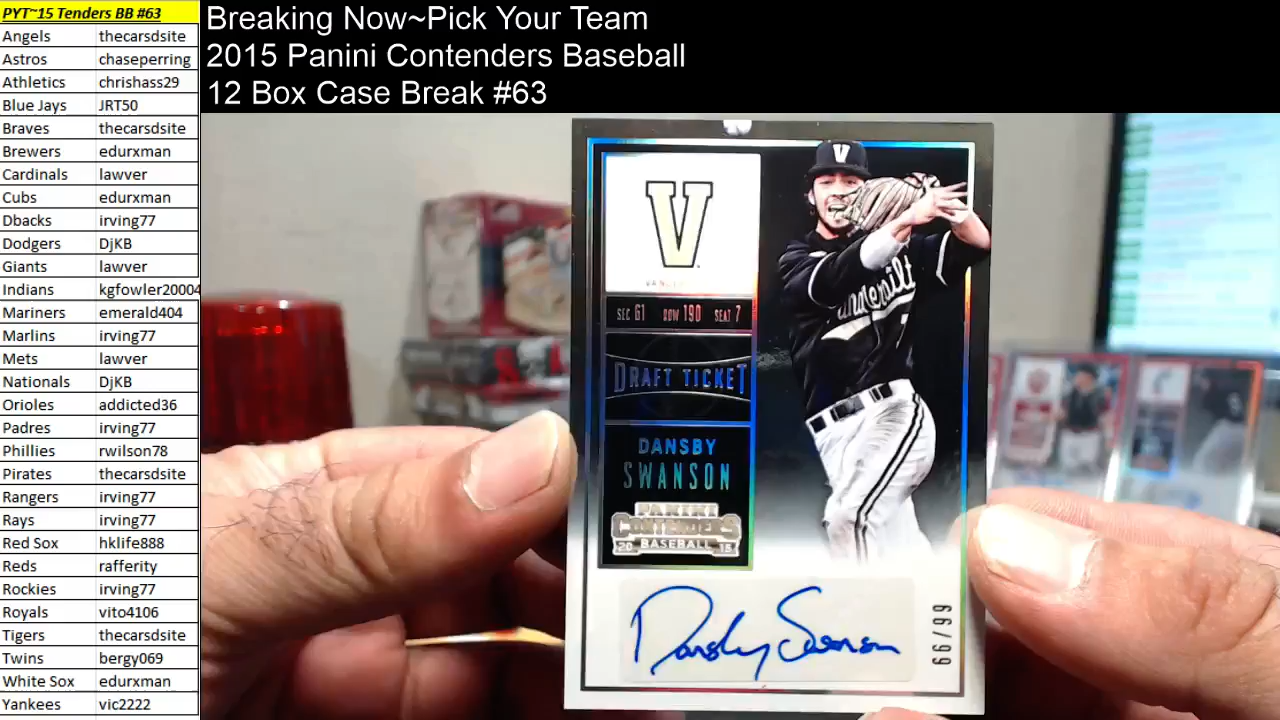 PYT~15 Tenders BB #63
Angels thecarsdsite
Astros chaseperring
Athletics chrishass29
Blue Jays JRT50
Braves thecarsdsite
Brewers edurxman
Cardinals lawver
Cubs edurxman
Dbacks irving77
Dodgers DjKB
Giants lawver
Indians kgfowler20004
Mariners emerald404
Marlins irving77
Mets lawver
Nationals DjKB
Orioles addicted36
Padres irving77
Phillies rwilson78
Pirates thecarsdsite
Rangers irving77
Rays irving77
Red Sox hklife888
Reds rafferity
Rockies irving77
Royals vito4106
Tigers thecarsdsite
Twins bergy069
White Sox edurxman
Yankees vic2222
Breaking Now~Pick Your Team
2015 Panini Contenders Baseball
12 Box Case Break #63
V
V
SEC 61 ROW 190 SEAT 7
DRAFT TICKET
DANSBY
SWANSON
PANINI
CONTENDERS
20 BASEBALL 15
Dansby Swanson
66/99